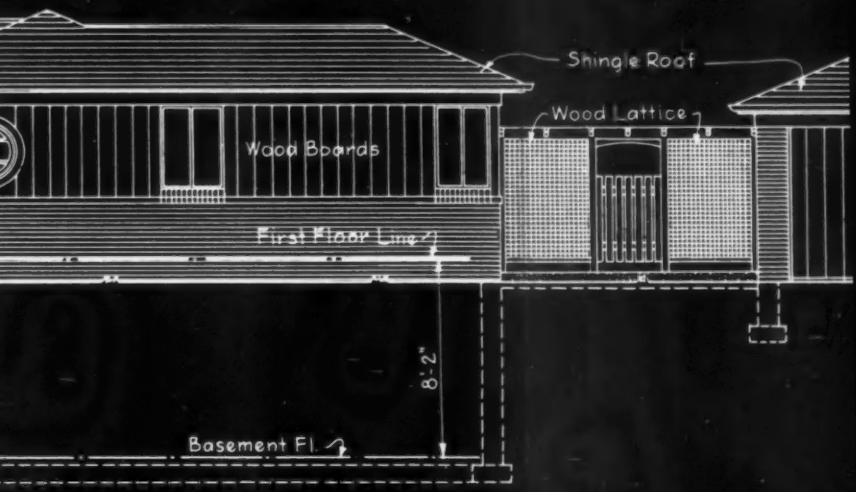 Shingle Roof
Wood Lattice
Wood Boards
First Floor Line
8'-2"
Basement Fl.